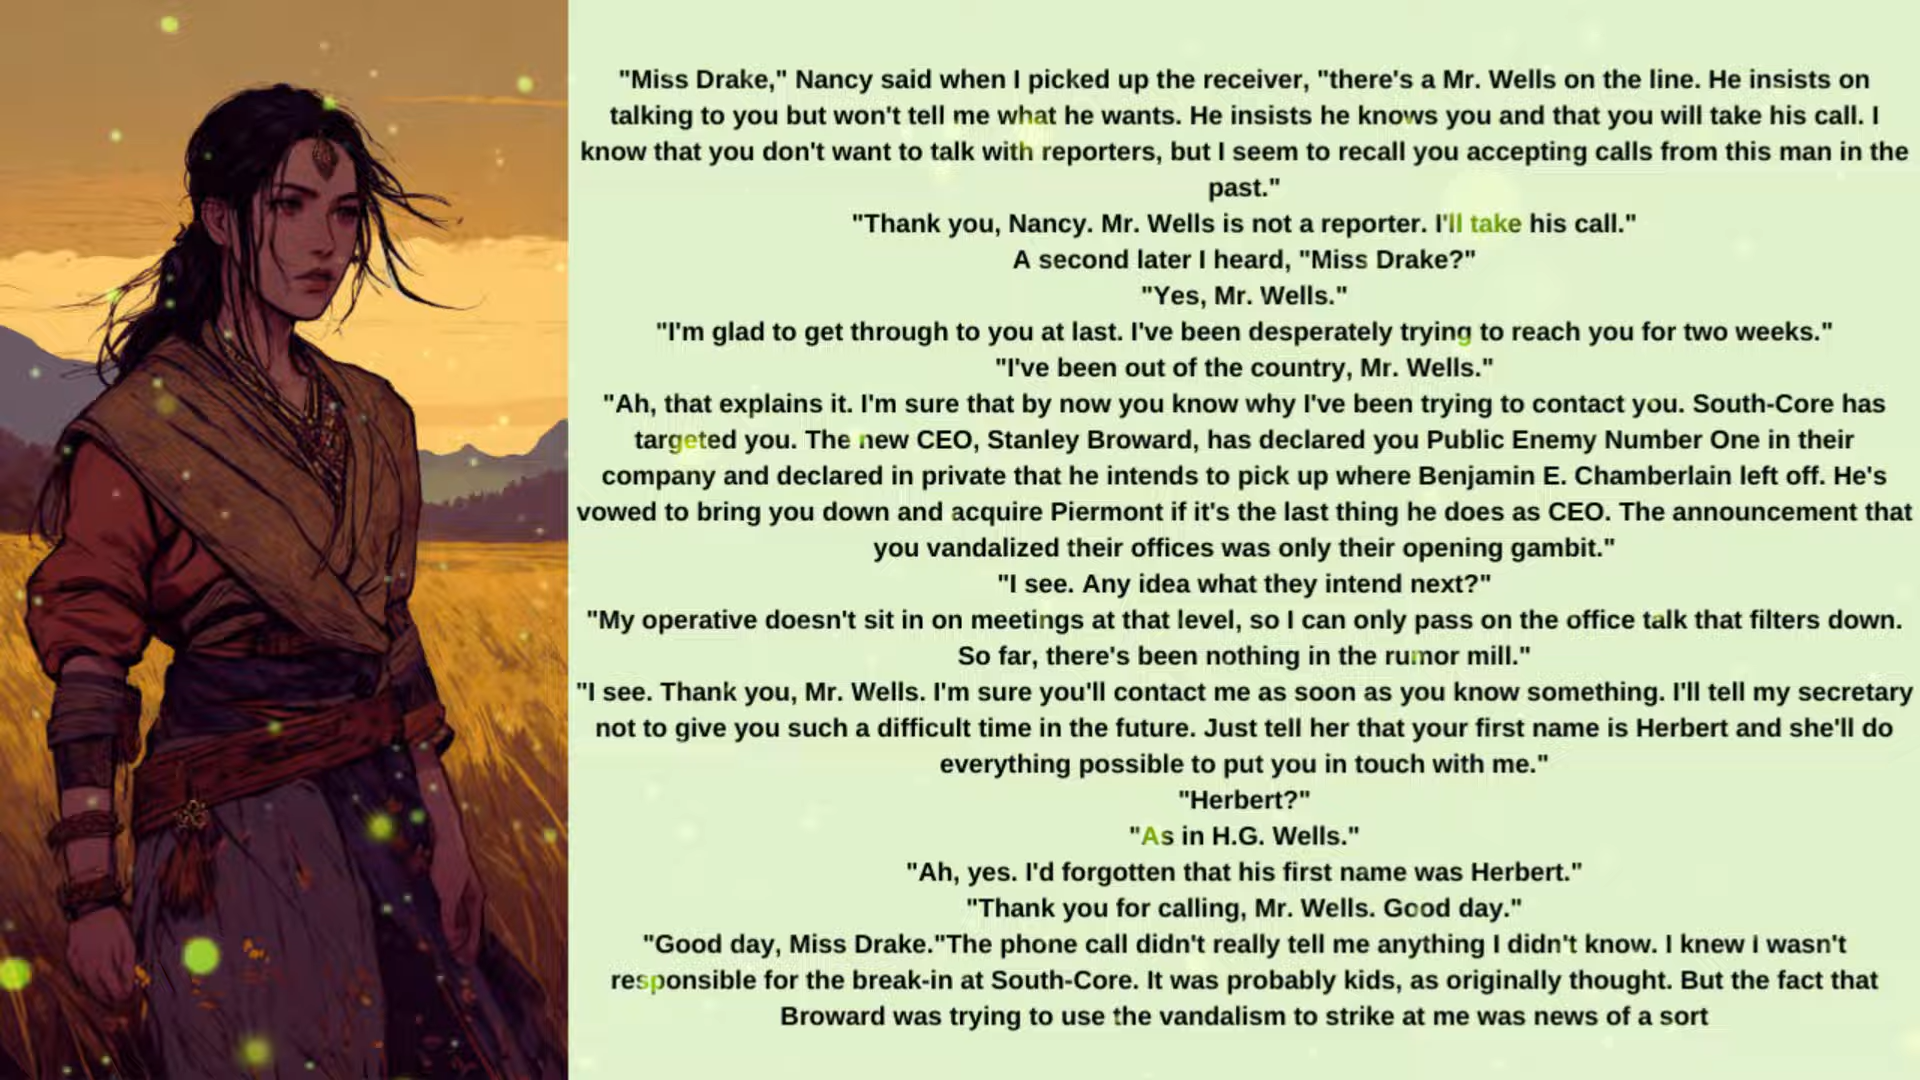 "Miss Drake," Nancy said when I picked up the receiver, "there's a Mr. Wells on the line. He insists on
talking to you but won't tell me what he wants. He insists he knows you and that you will take his call. I
know that you don't want to talk with reporters, but I seem to recall you accepting calls from this man in the
past."
"Thank you, Nancy. Mr. Wells is not a reporter. I'll take his call."
A second later I heard, "Miss Drake?"
"Yes, Mr. Wells."
"I'm glad to get through to you at last. I've been desperately trying to reach you for two weeks."
"I've been out of the country, Mr. Wells."
"Ah, that explains it. I'm sure that by now you know why I've been trying to contact you. South-Core has
targeted you. The new CEO, Stanley Broward, has declared you Public Enemy Number One in their
company and declared in private that he intends to pick up where Benjamin E. Chamberlain left off. He's
vowed to bring you down and acquire Piermont if it's the last thing he does as CEO. The announcement that
you vandalized their offices was only their opening gambit."
"I see. Any idea what they intend next?"
"My operative doesn't sit in on meetings at that level, so I can only pass on the office talk that filters down.
So far, there's been nothing in the rumor mill."
"I see. Thank you, Mr. Wells. I'm sure you'll contact me as soon as you know something. I'll tell my secretary
not to give you such a difficult time in the future. Just tell her that your first name is Herbert and she'll do
everything possible to put you in touch with me."
"Herbert?"
"As in H.G. Wells."
"Ah, yes. I'd forgotten that his first name was Herbert."
"Thank you for calling, Mr. Wells. Good day."
"Good day, Miss Drake."The phone call didn't really tell me anything I didn't know. I knew I wasn't
responsible for the break-in at South-Core. It was probably kids, as originally thought. But the fact that
Broward was trying to use the vandalism to strike at me was news of a sort